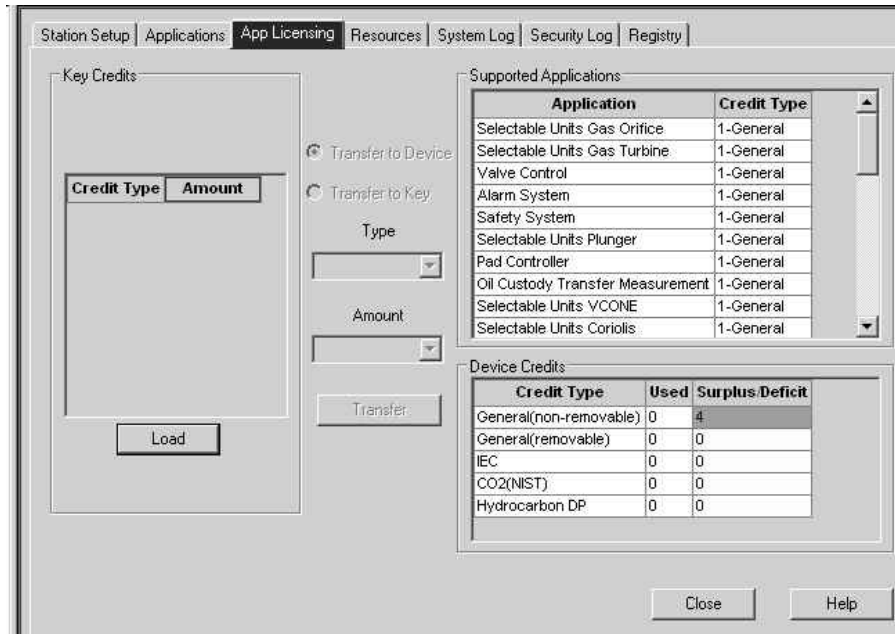 Station Setup Applications App Licensing Resources System Log Security Log Registry
Key Credits
Credit Type Amount
Load
Transfer to Device
Transfer to Key
Type
Amount
Transfer
Supported Applications
Application Credit Type
Selectable Units Gas Orifice 1-General
Selectable Units Gas Turbine 1-General
Valve Control 1-General
Alarm System 1-General
Safety System 1-General
Selectable Units Plunger 1-General
Pad Controller 1-General
Oil Custody Transfer Measurement 1-General
Selectable Units VCONE 1-General
Selectable Units Coriolis 1-General
Device Credits
Credit Type Used Surplus/Deficit
General(non-removable) 0 4
General(removable) 0 0
IEC 0 0
CO2(NIST) 0 0
Hydrocarbon DP 0 0
Close Help